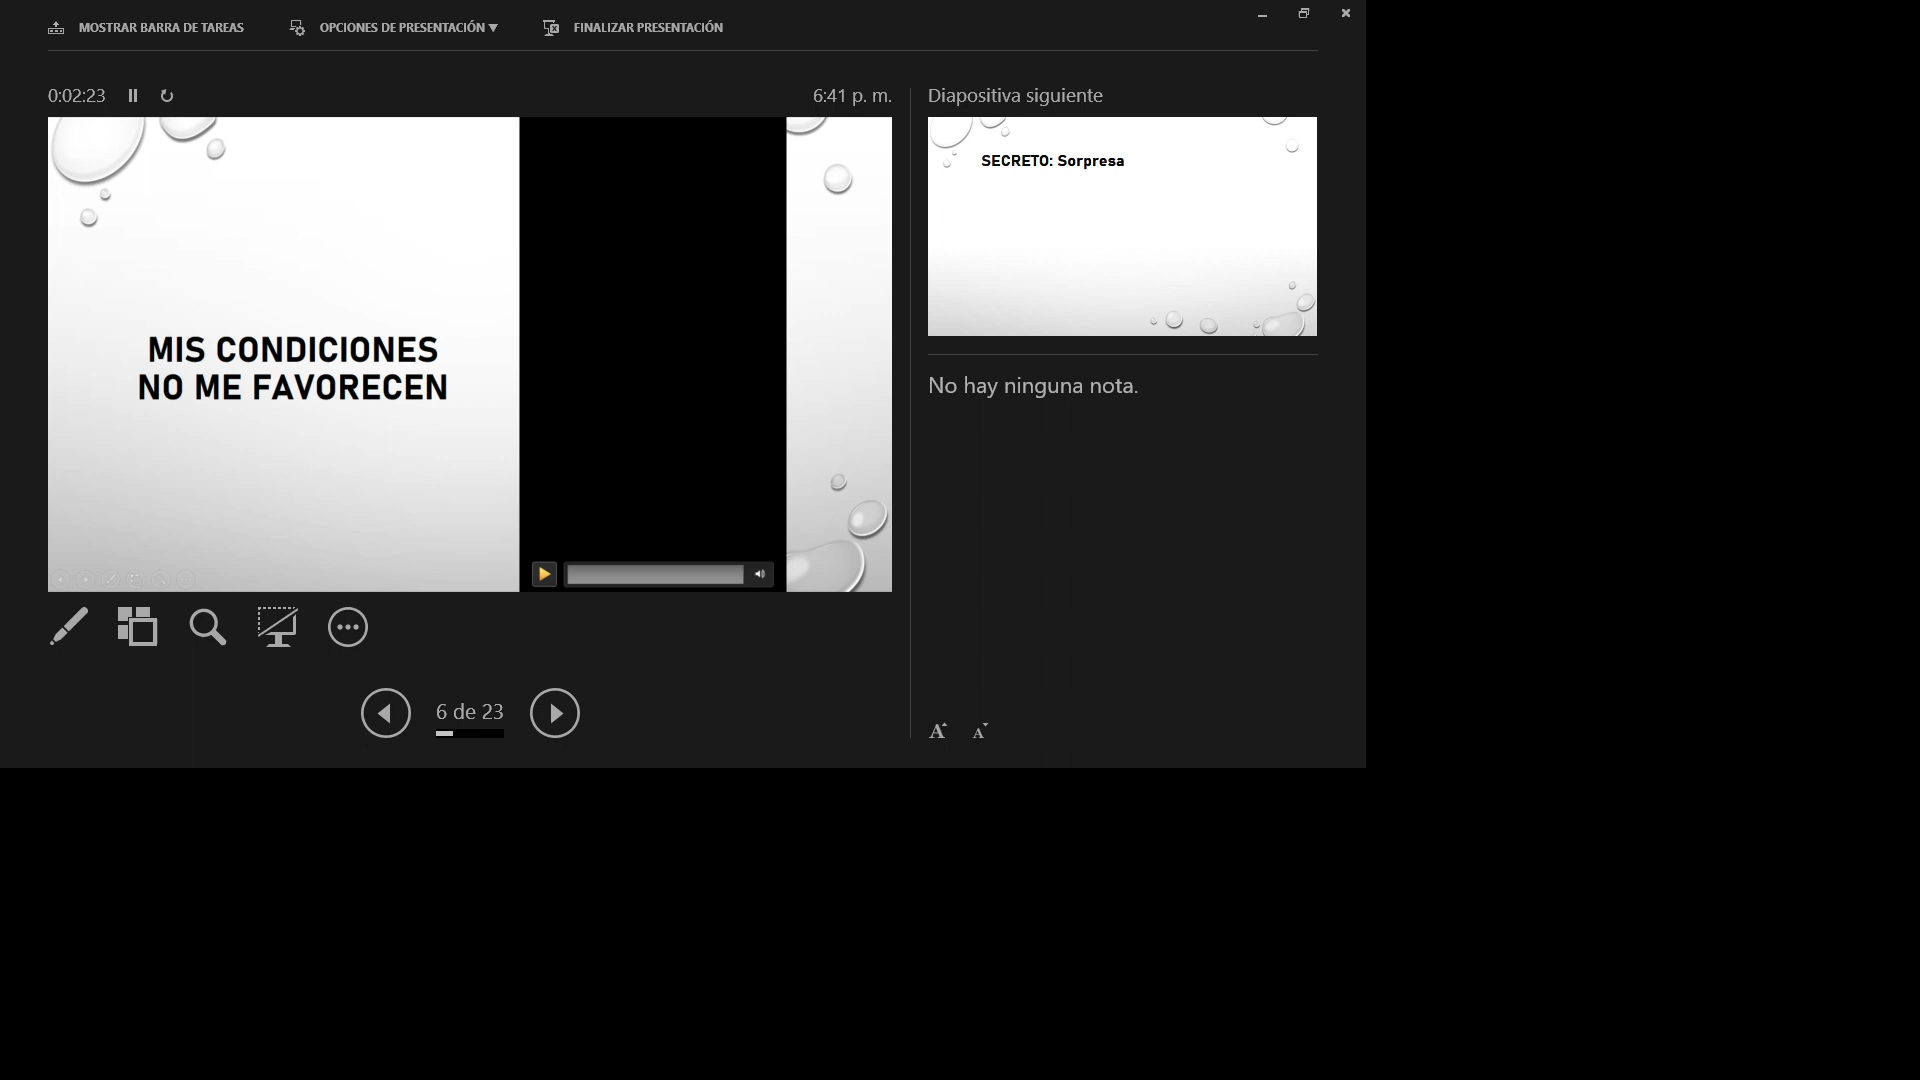 MOSTRAR BARRA DE TAREAS
OPCIONES DE PRESENTACIÓN ▼
FINALIZAR PRESENTACIÓN
0:02:23
6:41 p. m.
Diapositiva siguiente
MIS CONDICIONES
NO ME FAVORECEN
SECRETO: Sorpresa
No hay ninguna nota.
6 de 23
A
A